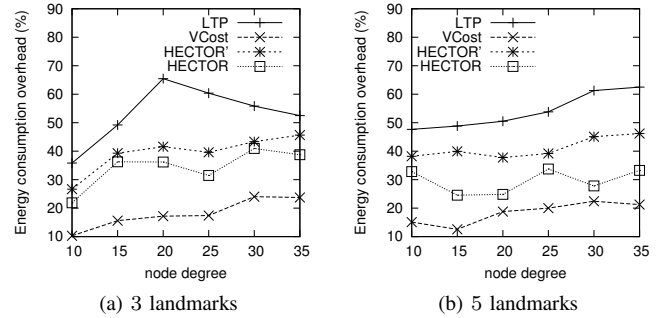 Energy consumption overhead (%)
90
80
70
60
50
40
30
20
10
LTP
VCost
HECTOR'
HECTOR
10 15 20 25 30 35
node degree
(a) 3 landmarks
Energy consumption overhead (%)
90
80
70
60
50
40
30
20
10
LTP
VCost
HECTOR'
HECTOR
10 15 20 25 30 35
node degree
(b) 5 landmarks